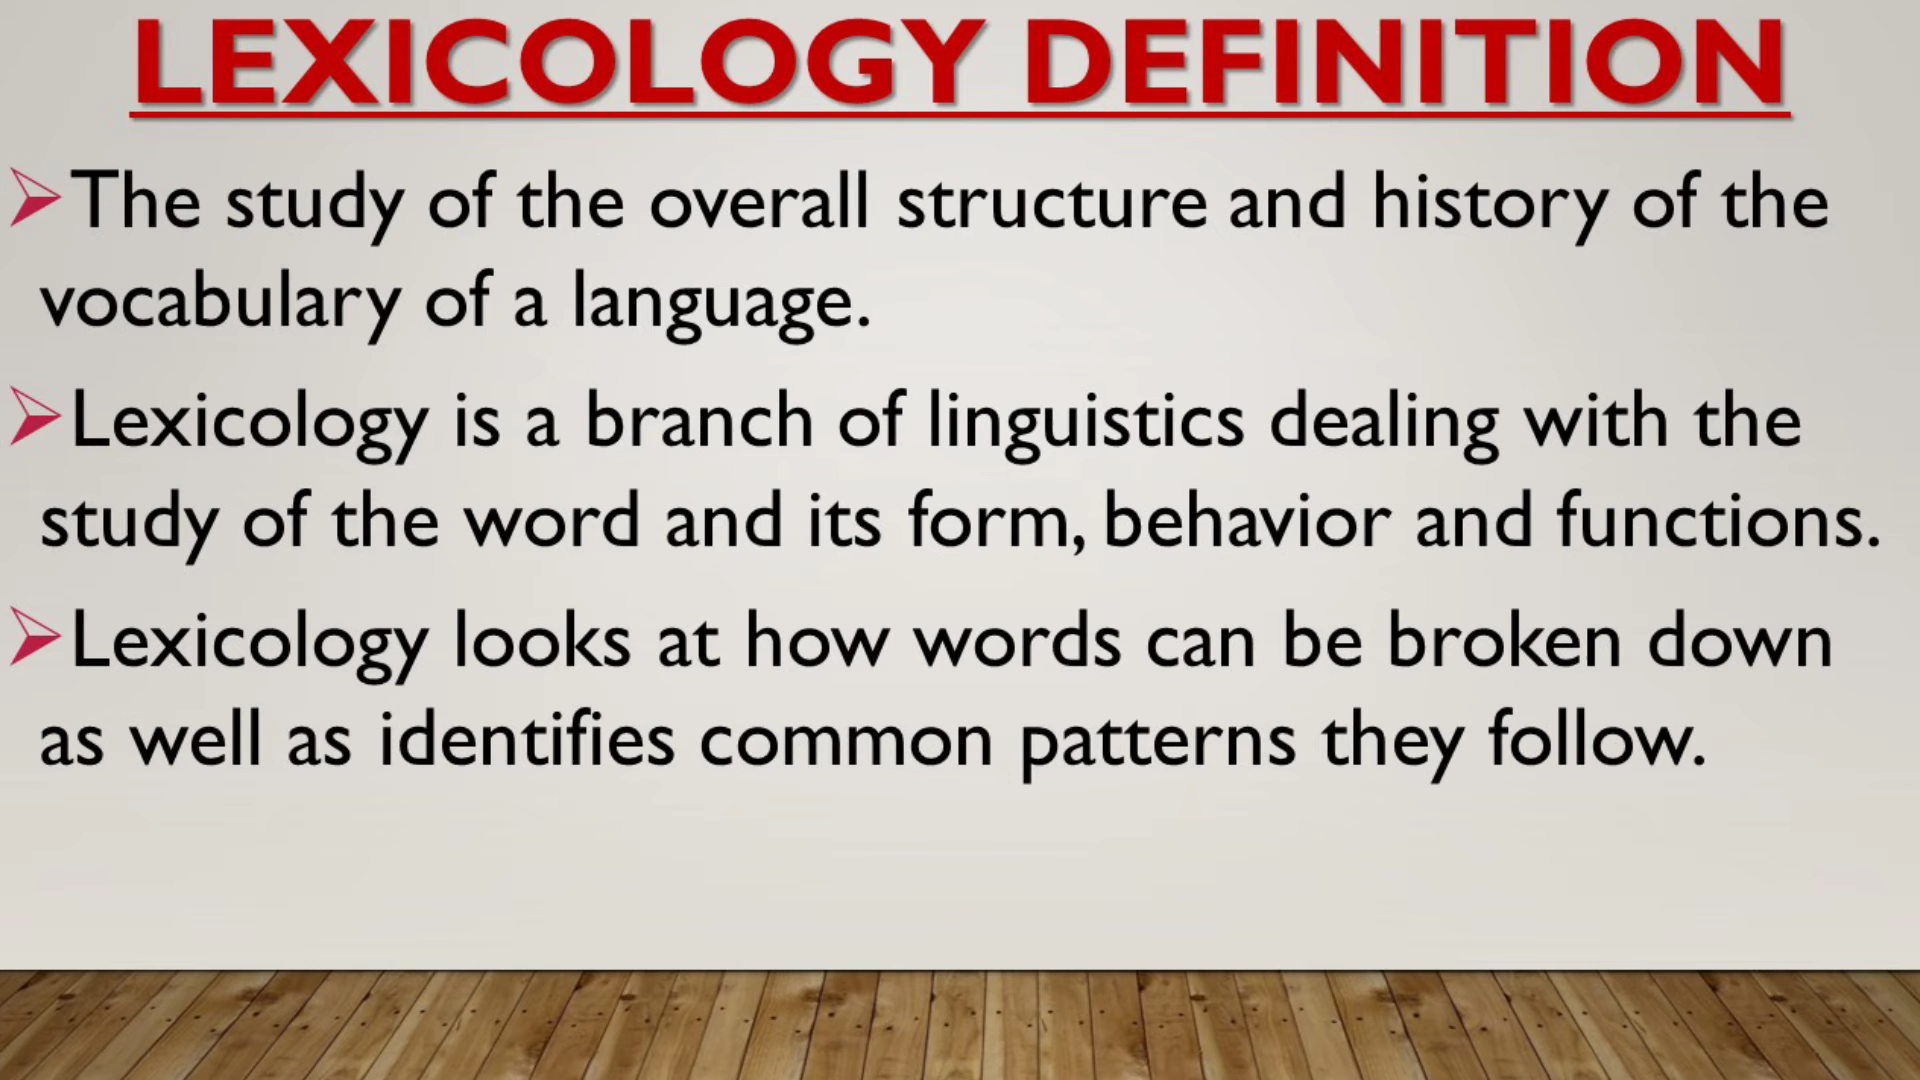 LEXICOLOGY DEFINITION
The study of the overall structure and history of the
vocabulary of a language.
Lexicology is a branch of linguistics dealing with the
study of the word and its form, behavior and functions.
Lexicology looks at how words can be broken down
as well as identifies common patterns they follow.